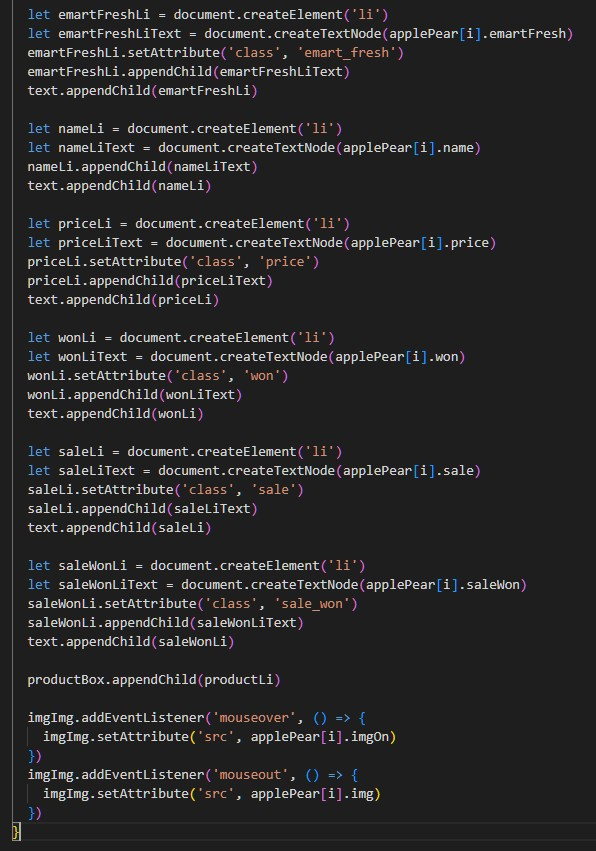 let emartFreshLi = document.createElement('li')
let emartFreshLiText = document.createTextNode(applePear[i].emartFresh)
emartFreshLi.setAttribute('class', 'emart_fresh')
emartFreshLi.appendChild(emartFreshLiText)
text.appendChild(emartFreshLi)

let nameLi = document.createElement('li')
let nameLiText = document.createTextNode(applePear[i].name)
nameLi.appendChild(nameLiText)
text.appendChild(nameLi)

let priceLi = document.createElement('li')
let priceLiText = document.createTextNode(applePear[i].price)
priceLi.setAttribute('class', 'price')
priceLi.appendChild(priceLiText)
text.appendChild(priceLi)

let wonLi = document.createElement('li')
let wonLiText = document.createTextNode(applePear[i].won)
wonLi.setAttribute('class', 'won')
wonLi.appendChild(wonLiText)
text.appendChild(wonLi)

let saleLi = document.createElement('li')
let saleLiText = document.createTextNode(applePear[i].sale)
saleLi.setAttribute('class', 'sale')
saleLi.appendChild(saleLiText)
text.appendChild(saleLi)

let saleWonLi = document.createElement('li')
let saleWonLiText = document.createTextNode(applePear[i].saleWon)
saleWonLi.setAttribute('class', 'sale_won')
saleWonLi.appendChild(saleWonLiText)
text.appendChild(saleWonLi)

productBox.appendChild(productLi)

imgImg.addEventListener('mouseover', () => {
  imgImg.setAttribute('src', applePear[i].imgOn)
})
imgImg.addEventListener('mouseout', () => {
  imgImg.setAttribute('src', applePear[i].img)
})
}